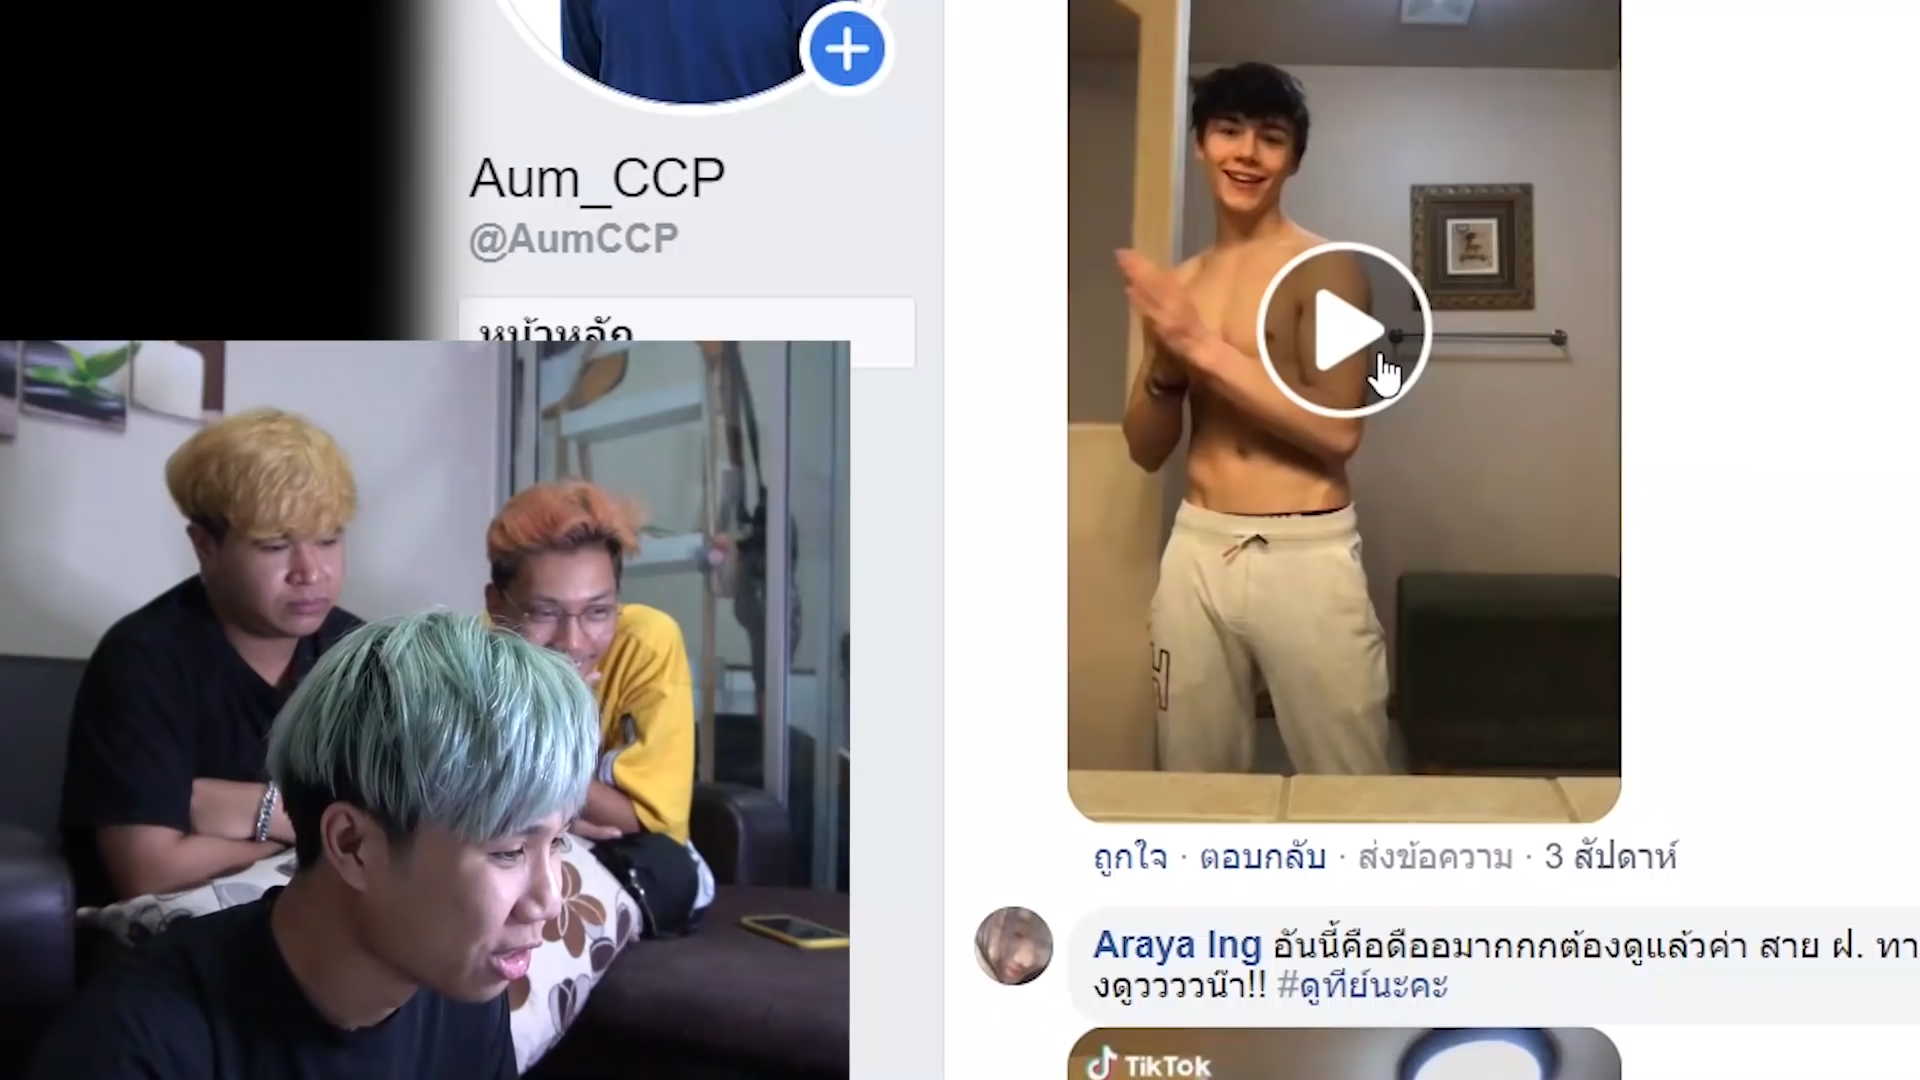 Aum_CCP
@AumCCP
หน้าหลัก
ถูกใจ · ตอบกลับ · ส่งข้อความ · 3 สัปดาห์
Araya Ing อันนี้คือดีออมากกกต้องดูแล้วค่า สาย ฝ. ทา
งดูววววน๊า!! #ดูทีย์นะคะ
TikTok